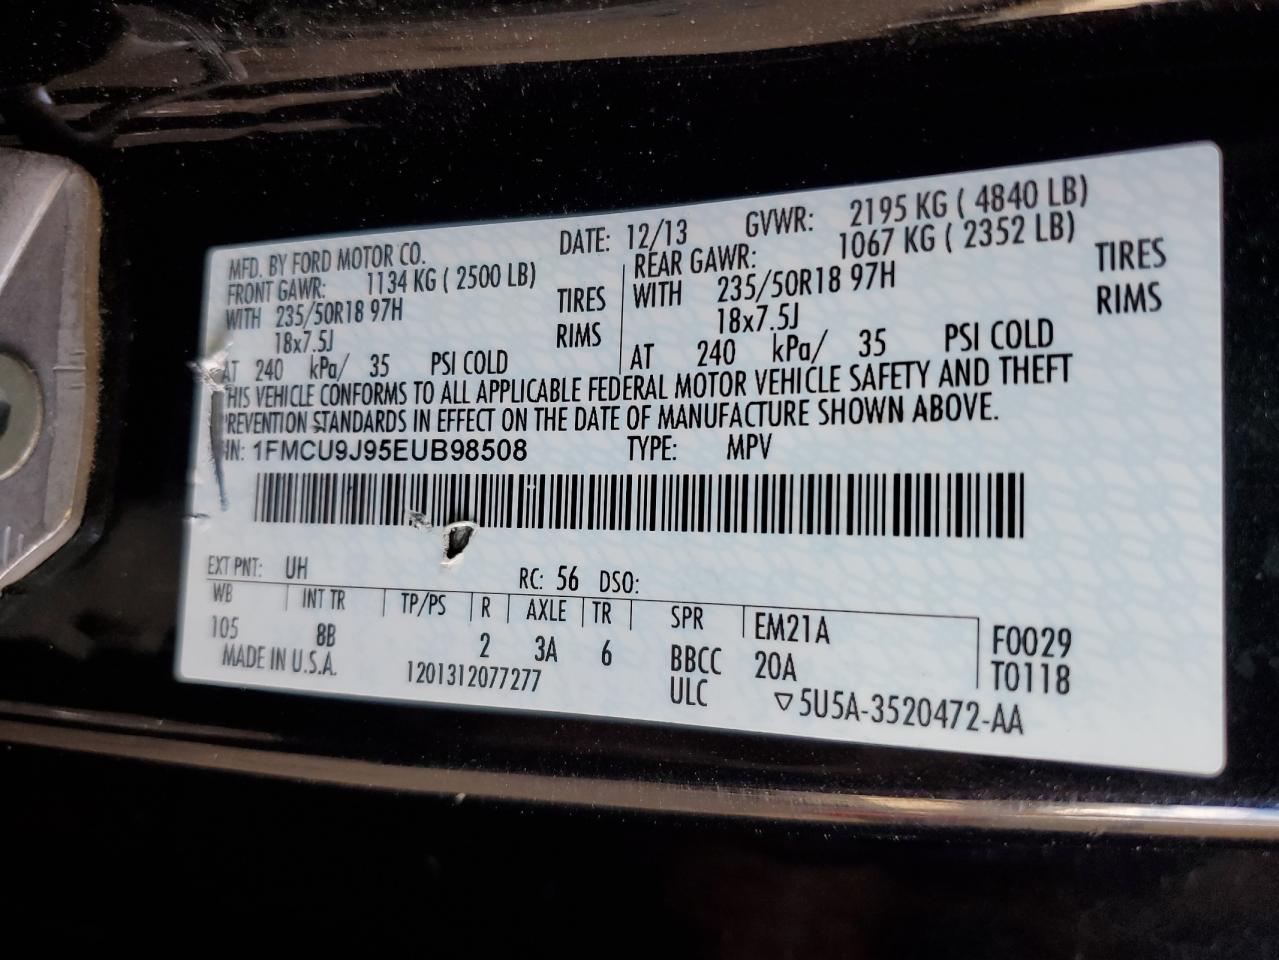 MFD. BY FORD MOTOR CO. DATE: 12/13 GVWR: 2195 KG ( 4840 LB)
FRONT GAWR: 1134 KG ( 2500 LB) REAR GAWR: 1067 KG ( 2352 LB)
WITH 235/50R18 97H TIRES WITH 235/50R18 97H TIRES
18x7.5J RIMS 18x7.5J RIMS
AT 240 kPa/ 35 PSI COLD AT 240 kPa/ 35 PSI COLD
THIS VEHICLE CONFORMS TO ALL APPLICABLE FEDERAL MOTOR VEHICLE SAFETY AND THEFT
REVENTION STANDARDS IN EFFECT ON THE DATE OF MANUFACTURE SHOWN ABOVE.
IN: 1FMCU9J95EUB98508 TYPE: MPV
EXT PNT: UH RC: 56 DSO:
WB INT TR TP/PS R AXLE TR SPR EM21A F0029
105 8B 2 3A 6 BBCC 20A T0118
MADE IN U.S.A. 1201312077277 ULC ▽5U5A-3520472-AA